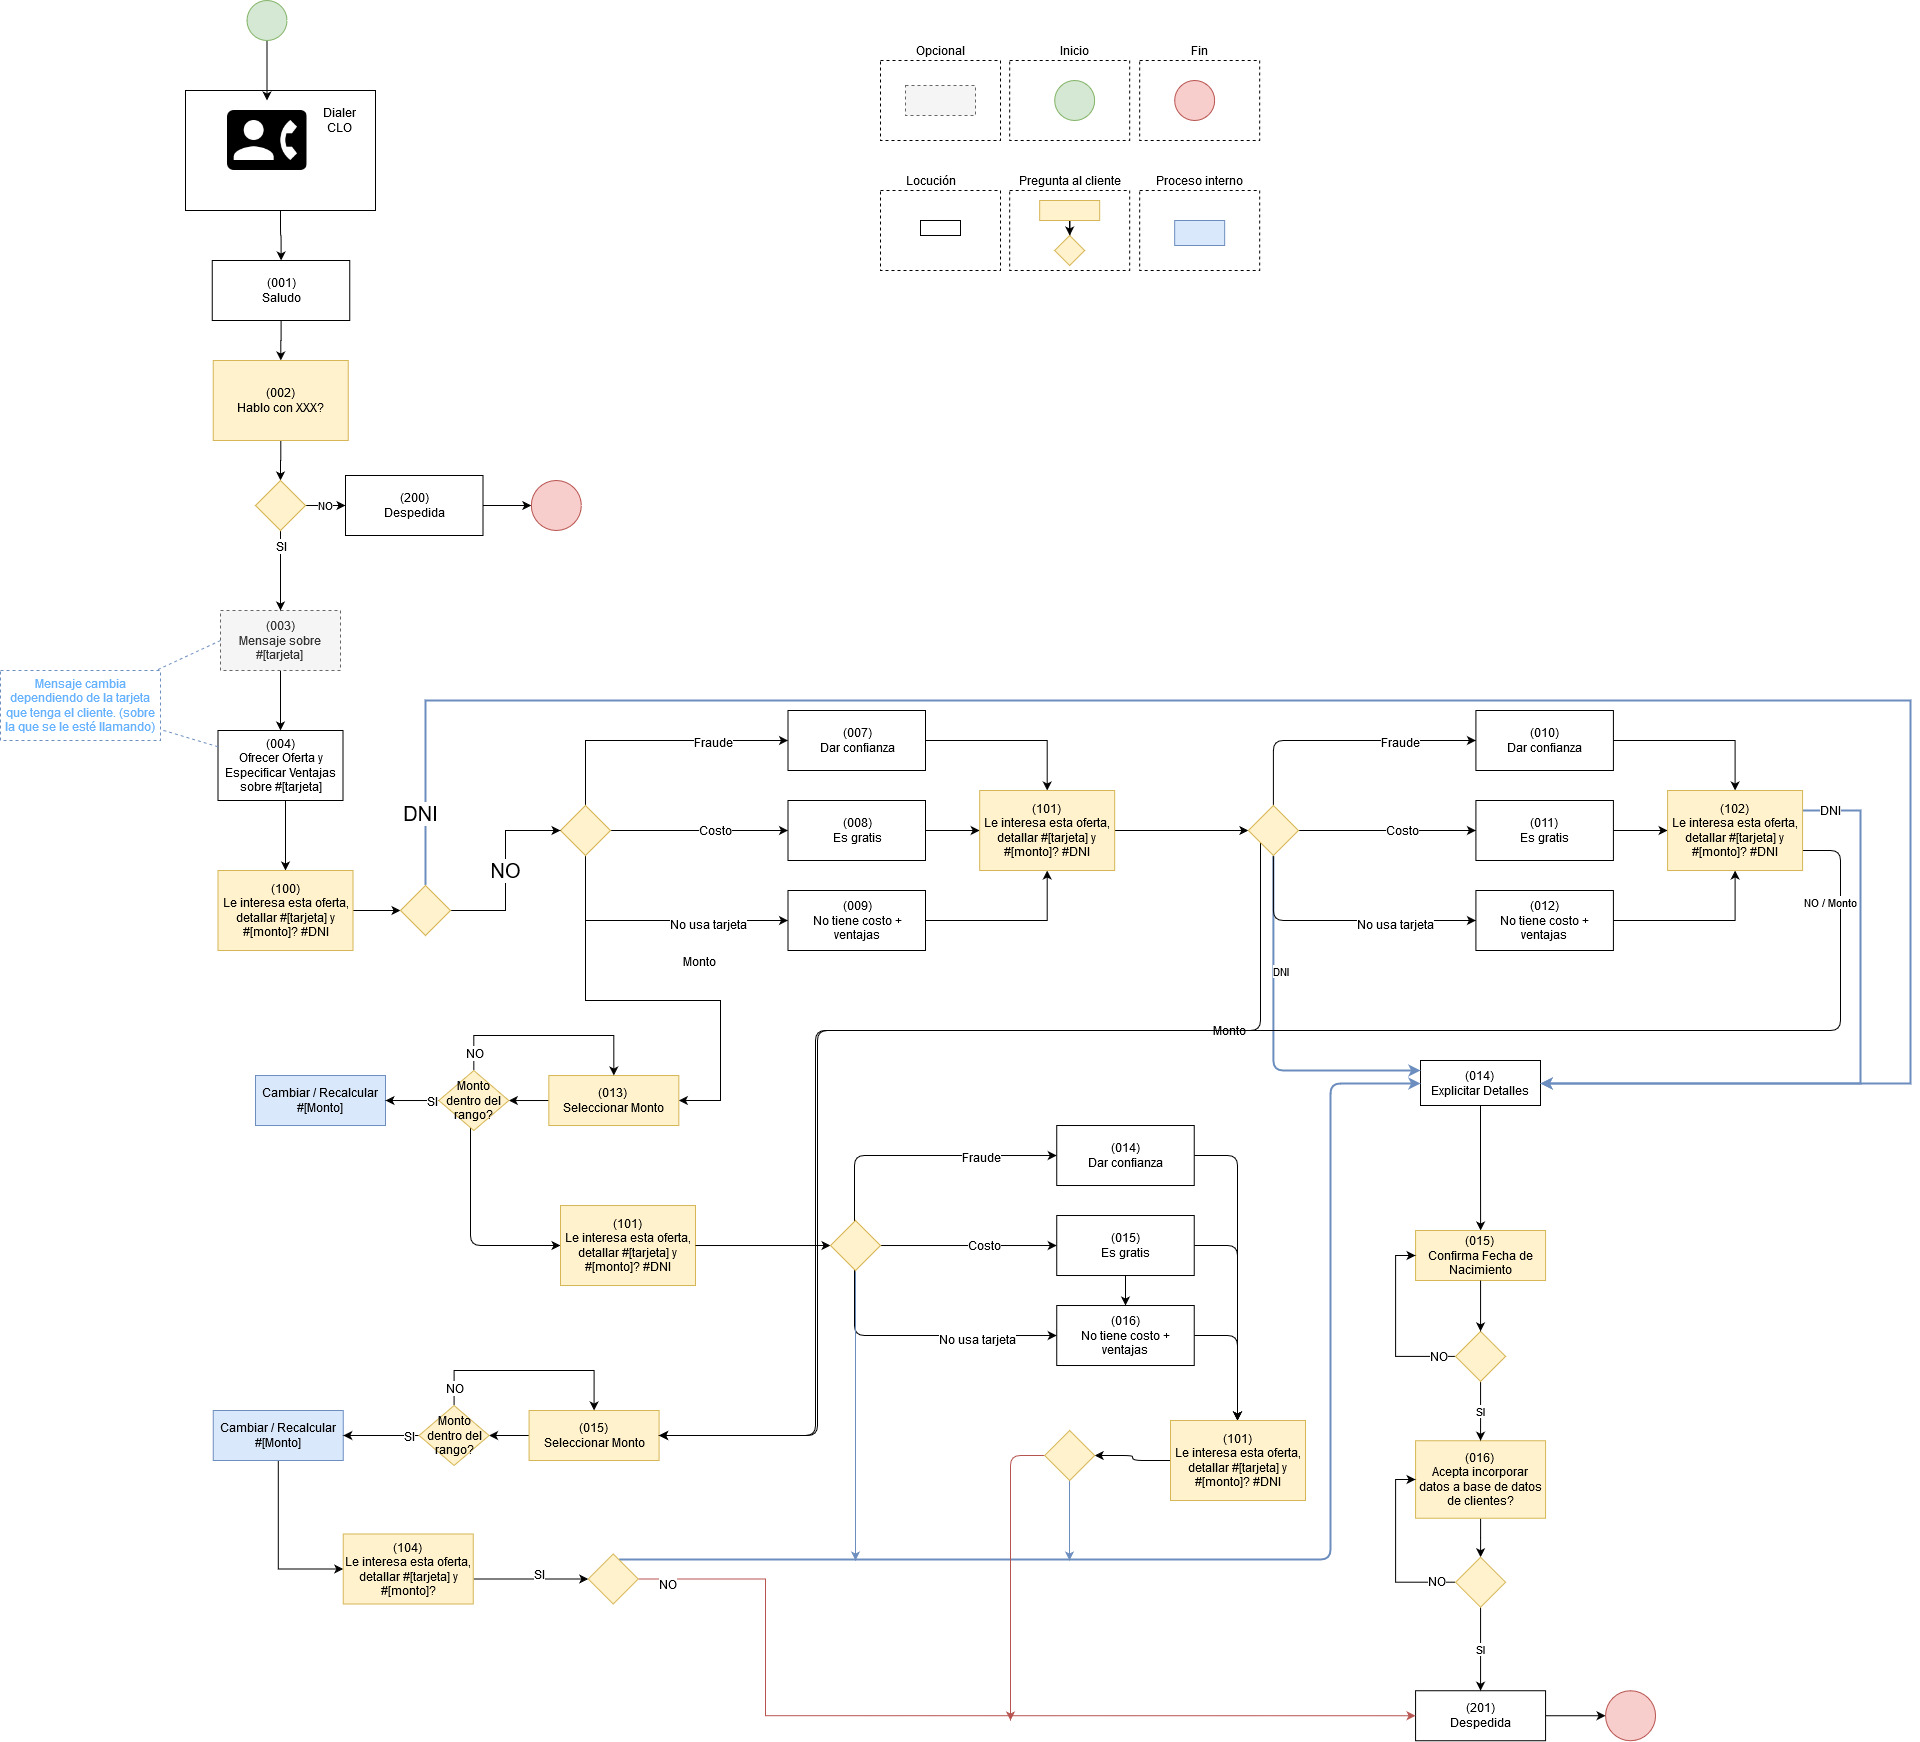 Opcional
Inicio
Fin
Dialer
CLO
Locución
Pregunta al cliente
Proceso interno
(001)
Saludo
(002)
Hablo con XXX?
NO
(200)
Despedida
SI
(003)
Mensaje sobre
#[tarjeta]
Mensaje cambia
dependiendo de la tarjeta
que tenga el cliente. (sobre
la que se le esté llamando)
(004)
Ofrecer Oferta y
Especificar Ventajas
sobre #[tarjeta]
DNI
(100)
Le interesa esta oferta,
detallar #[tarjeta] y
#[monto]? #DNI
NO
Fraude
(007)
Dar confianza
Costo
(008)
Es gratis
No usa tarjeta
(009)
No tiene costo +
ventajas
Monto
(101)
Le interesa esta oferta,
detallar #[tarjeta] y
#[monto]? #DNI
Fraude
(010)
Dar confianza
Costo
(011)
Es gratis
No usa tarjeta
(012)
No tiene costo +
ventajas
DNI
Monto
(102)
Le interesa esta oferta,
detallar #[tarjeta] y
#[monto]? #DNI
DNI
NO / Monto
NO
Cambiar / Recalcular
#[Monto]
SI
Monto
dentro del
rango?
(013)
Seleccionar Monto
(101)
Le interesa esta oferta,
detallar #[tarjeta] y
#[monto]? #DNI
Fraude
(014)
Dar confianza
Costo
(015)
Es gratis
No usa tarjeta
(016)
No tiene costo +
ventajas
(101)
Le interesa esta oferta,
detallar #[tarjeta] y
#[monto]? #DNI
NO
Cambiar / Recalcular
#[Monto]
SI
Monto
dentro del
rango?
(015)
Seleccionar Monto
(104)
Le interesa esta oferta,
detallar #[tarjeta] y
#[monto]?
SI
NO
(014)
Explicitar Detalles
(015)
Confirma Fecha de
Nacimiento
NO
SI
(016)
Acepta incorporar
datos a base de datos
de clientes?
NO
SI
(201)
Despedida